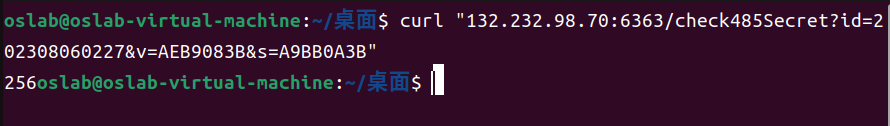 oslab@oslab-virtual-machine:~/桌面$ curl "132.232.98.70:6363/check485Secret?id=2
02308060227&v=AEB9083B&s=A9BB0A3B"
256oslab@oslab-virtual-machine:~/桌面$